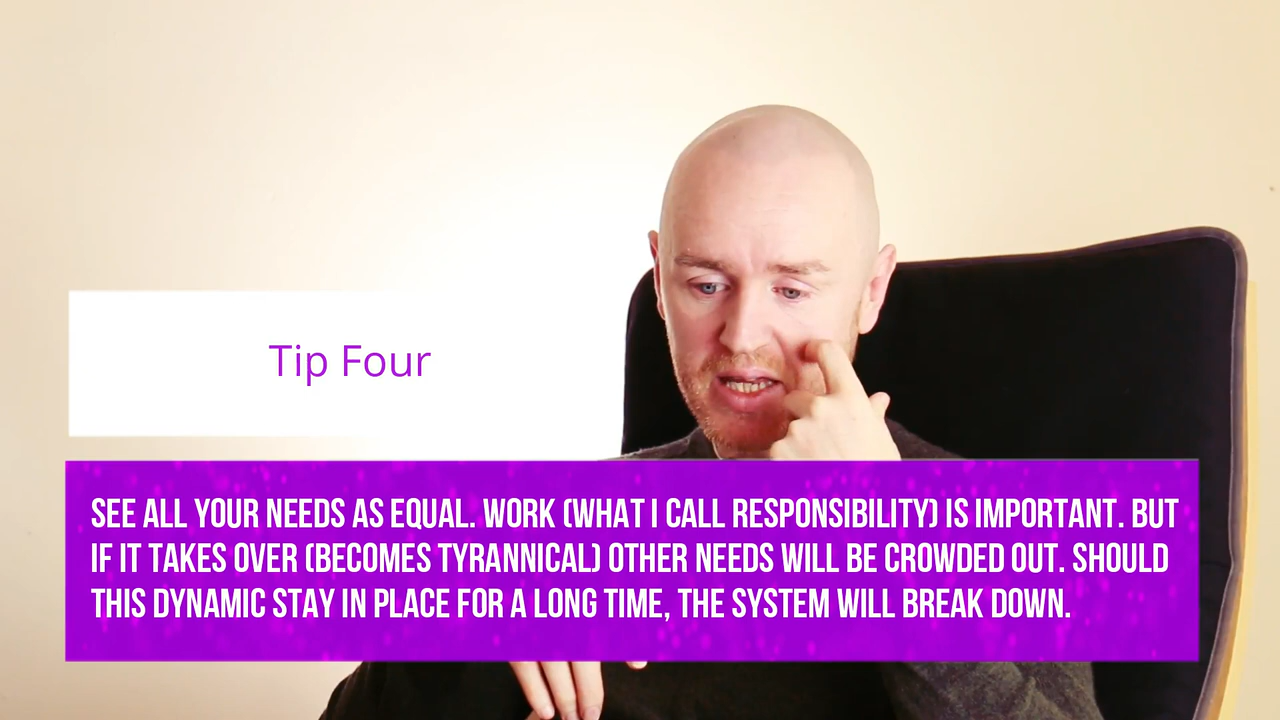 Tip Four
SEE ALL YOUR NEEDS AS EQUAL. WORK (WHAT I CALL RESPONSIBILITY) IS IMPORTANT. BUT
IF IT TAKES OVER (BECOMES TYRANNICAL) OTHER NEEDS WILL BE CROWDED OUT. SHOULD
THIS DYNAMIC STAY IN PLACE FOR A LONG TIME, THE SYSTEM WILL BREAK DOWN.